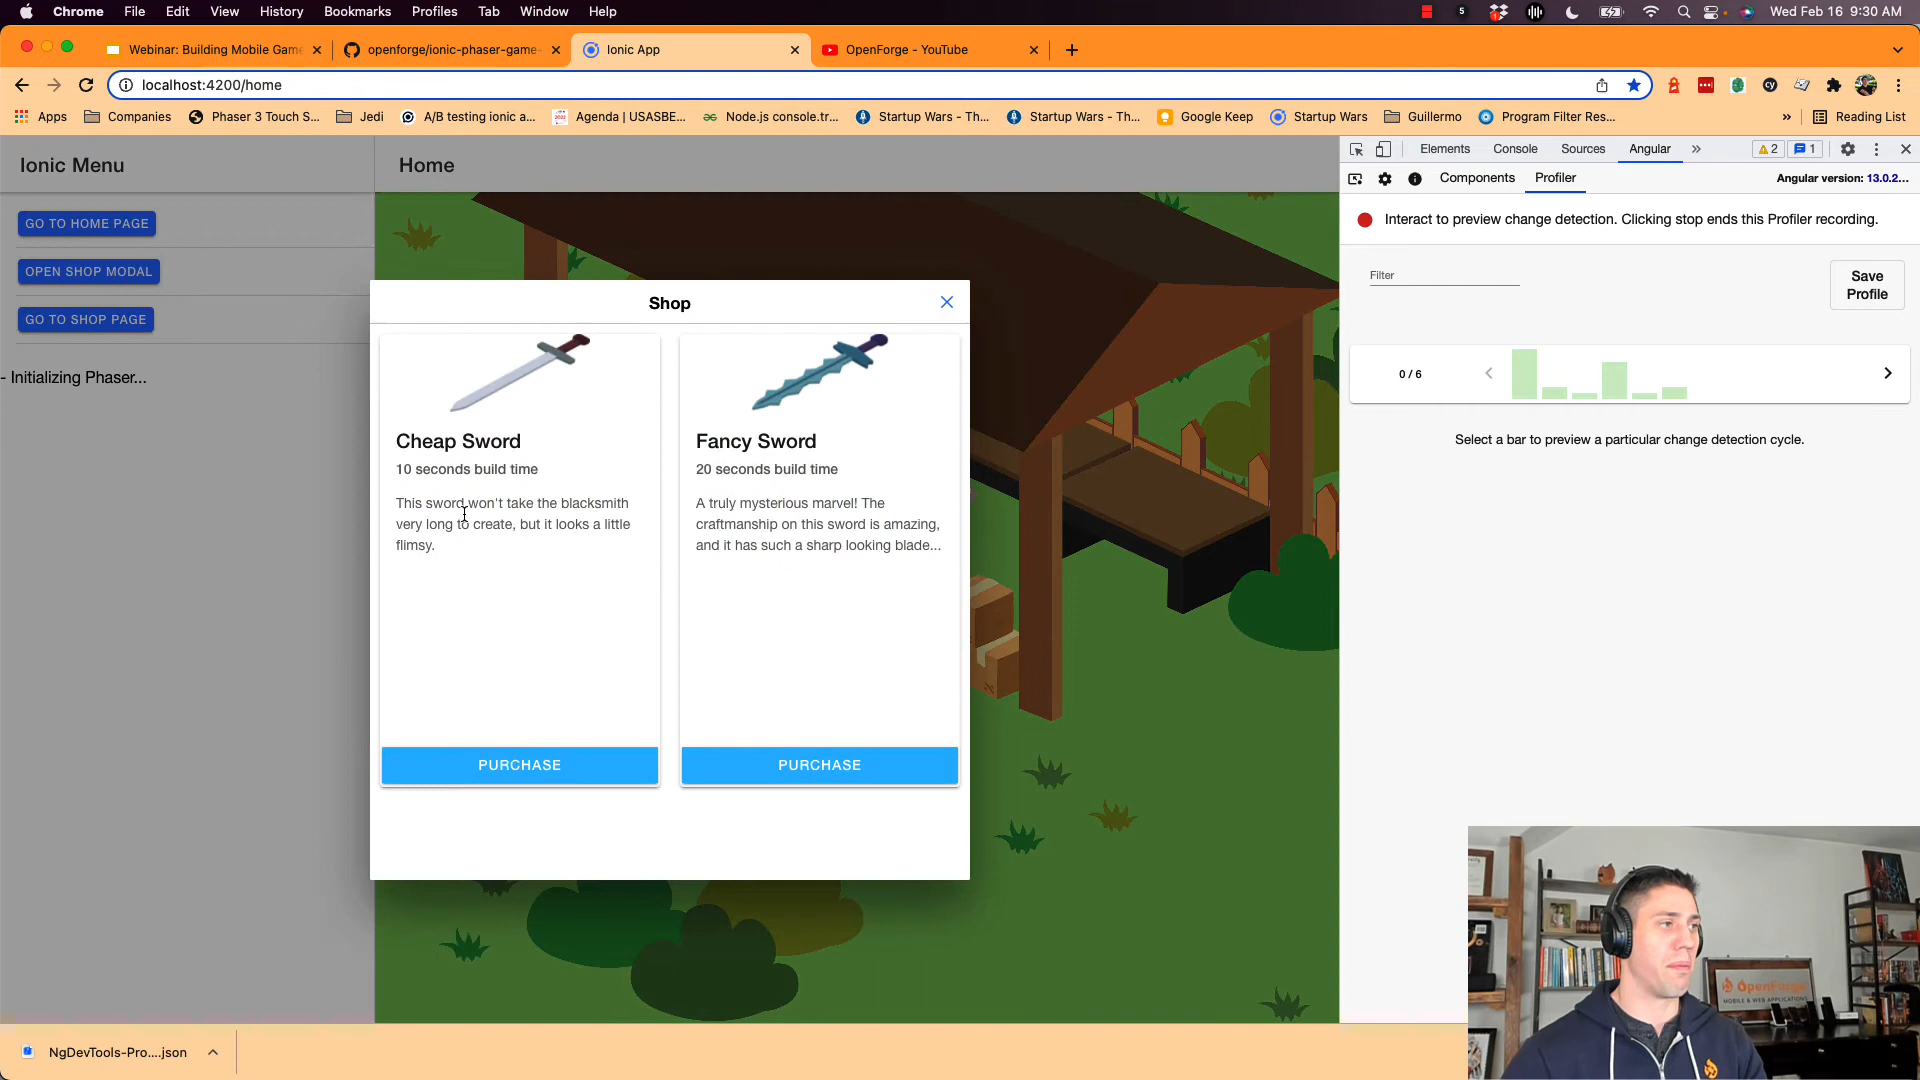 Chrome File Edit View History Bookmarks Profiles Tab Window Help
5
1
Wed Feb 16 9:30 AM
Webinar: Building Mobile Game
openforge/ionic-phaser-game-
Ionic App
OpenForge - YouTube
localhost:4200/home
Apps
Companies
Phaser 3 Touch S...
Jedi
A/B testing ionic a...
Agenda | USASBE...
Node.js console.tr...
Startup Wars - Th...
Startup Wars - Th...
Google Keep
Startup Wars
Guillermo
Program Filter Res...
»
Reading List
Ionic Menu
GO TO HOME PAGE
OPEN SHOP MODAL
GO TO SHOP PAGE
- Initializing Phaser...
Home
Shop
Cheap Sword
10 seconds build time
This sword won't take the blacksmith
very long to create, but it looks a little
flimsy.
PURCHASE
Fancy Sword
20 seconds build time
A truly mysterious marvel! The
craftmanship on this sword is amazing,
and it has such a sharp looking blade...
PURCHASE
Elements Console Sources Angular » 2 1
Components Profiler
Angular version: 13.0.2...
Interact to preview change detection. Clicking stop ends this Profiler recording.
Filter
Save
Profile
0 / 6
Select a bar to preview a particular change detection cycle.
OpenForge
MOBILE & WEB APPLICATIONS
NgDevTools-Pro....json